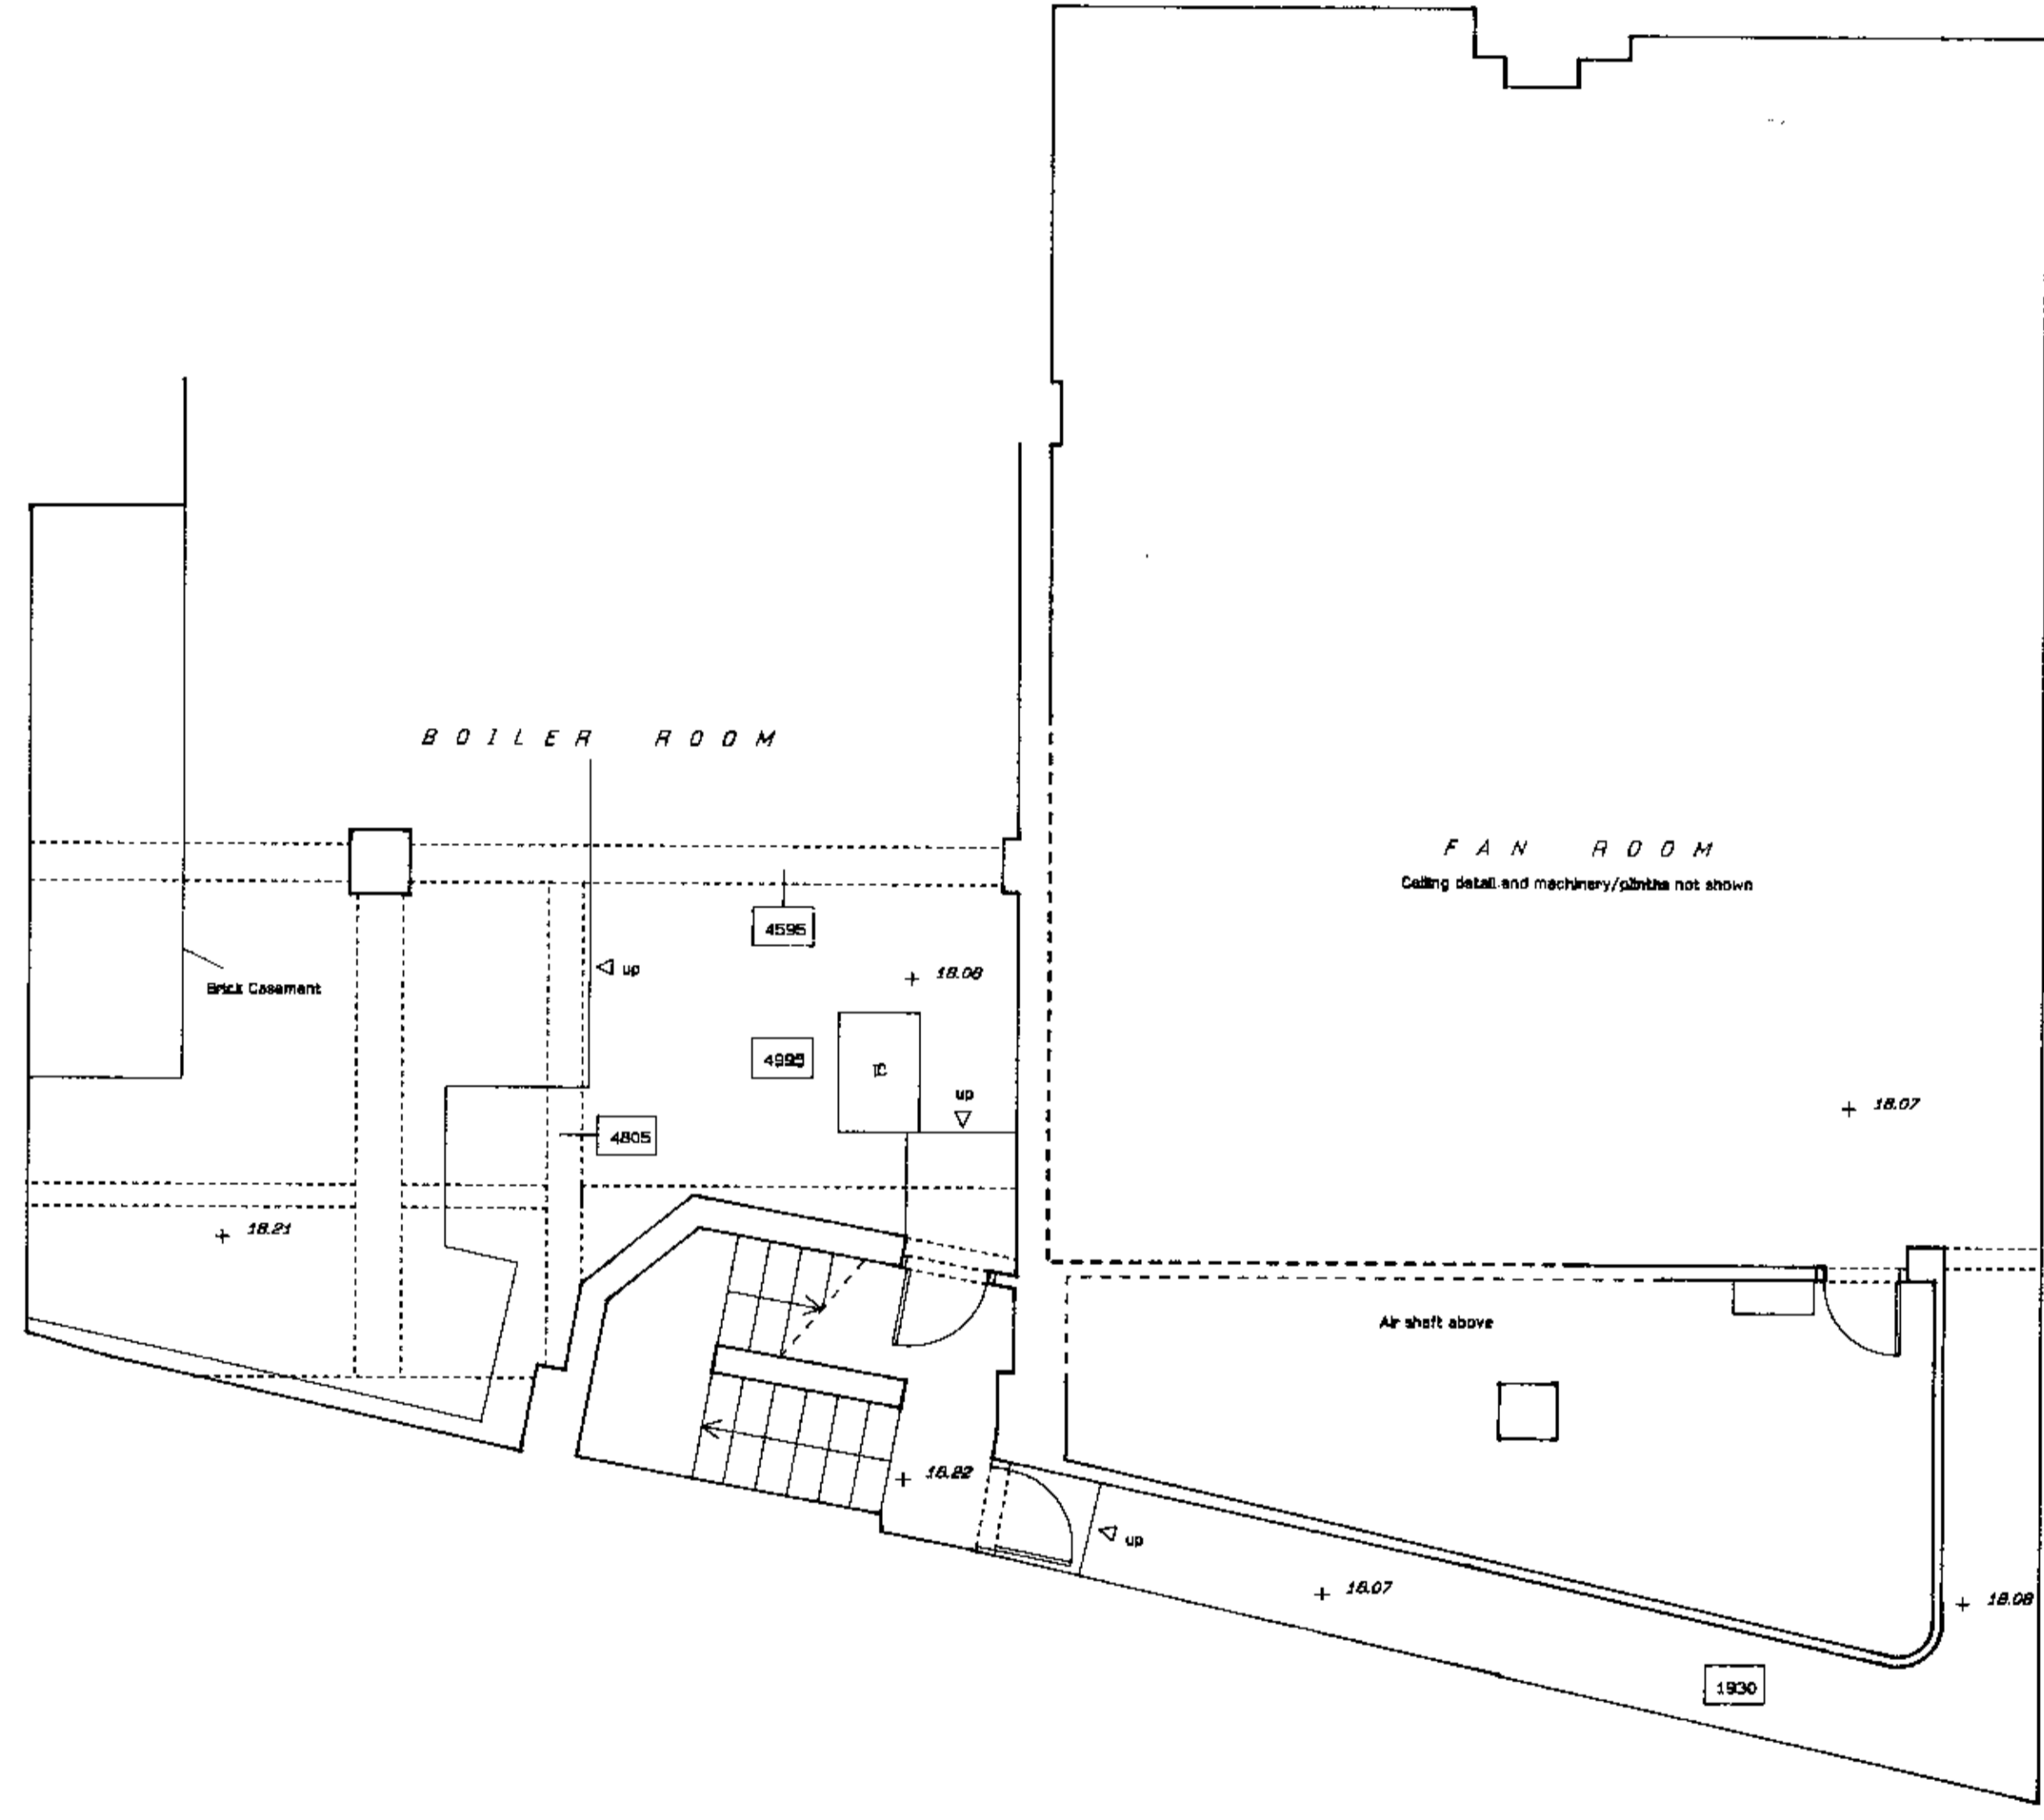 BOILER ROOM
FAN ROOM
Ceiling detail and machinery/plinths not shown
4595
up
18.08
Brick Casement
4995
up
18.07
4805
18.21
Air shaft above
18.22
up
18.07
18.08
1930